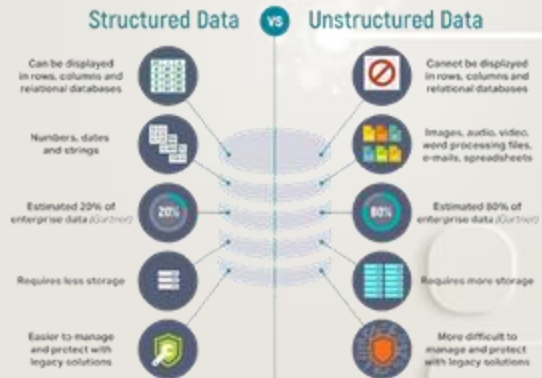 Structured Data
VS
Unstructured Data
Can be displayed
in rows, columns and
relational databases
Cannot be displayed
in rows, columns and
relational databases
Numbers, dates
and strings
Images, audio, video,
word processing files,
e-mails, spreadsheets
Estimated 20% of
enterprise data (Gartner)
20%
80%
Estimated 80% of
enterprise data (Gartner)
Requires less storage
Requires more storage
Easier to manage
and protect with
legacy solutions
More difficult to
manage and protect
with legacy solutions